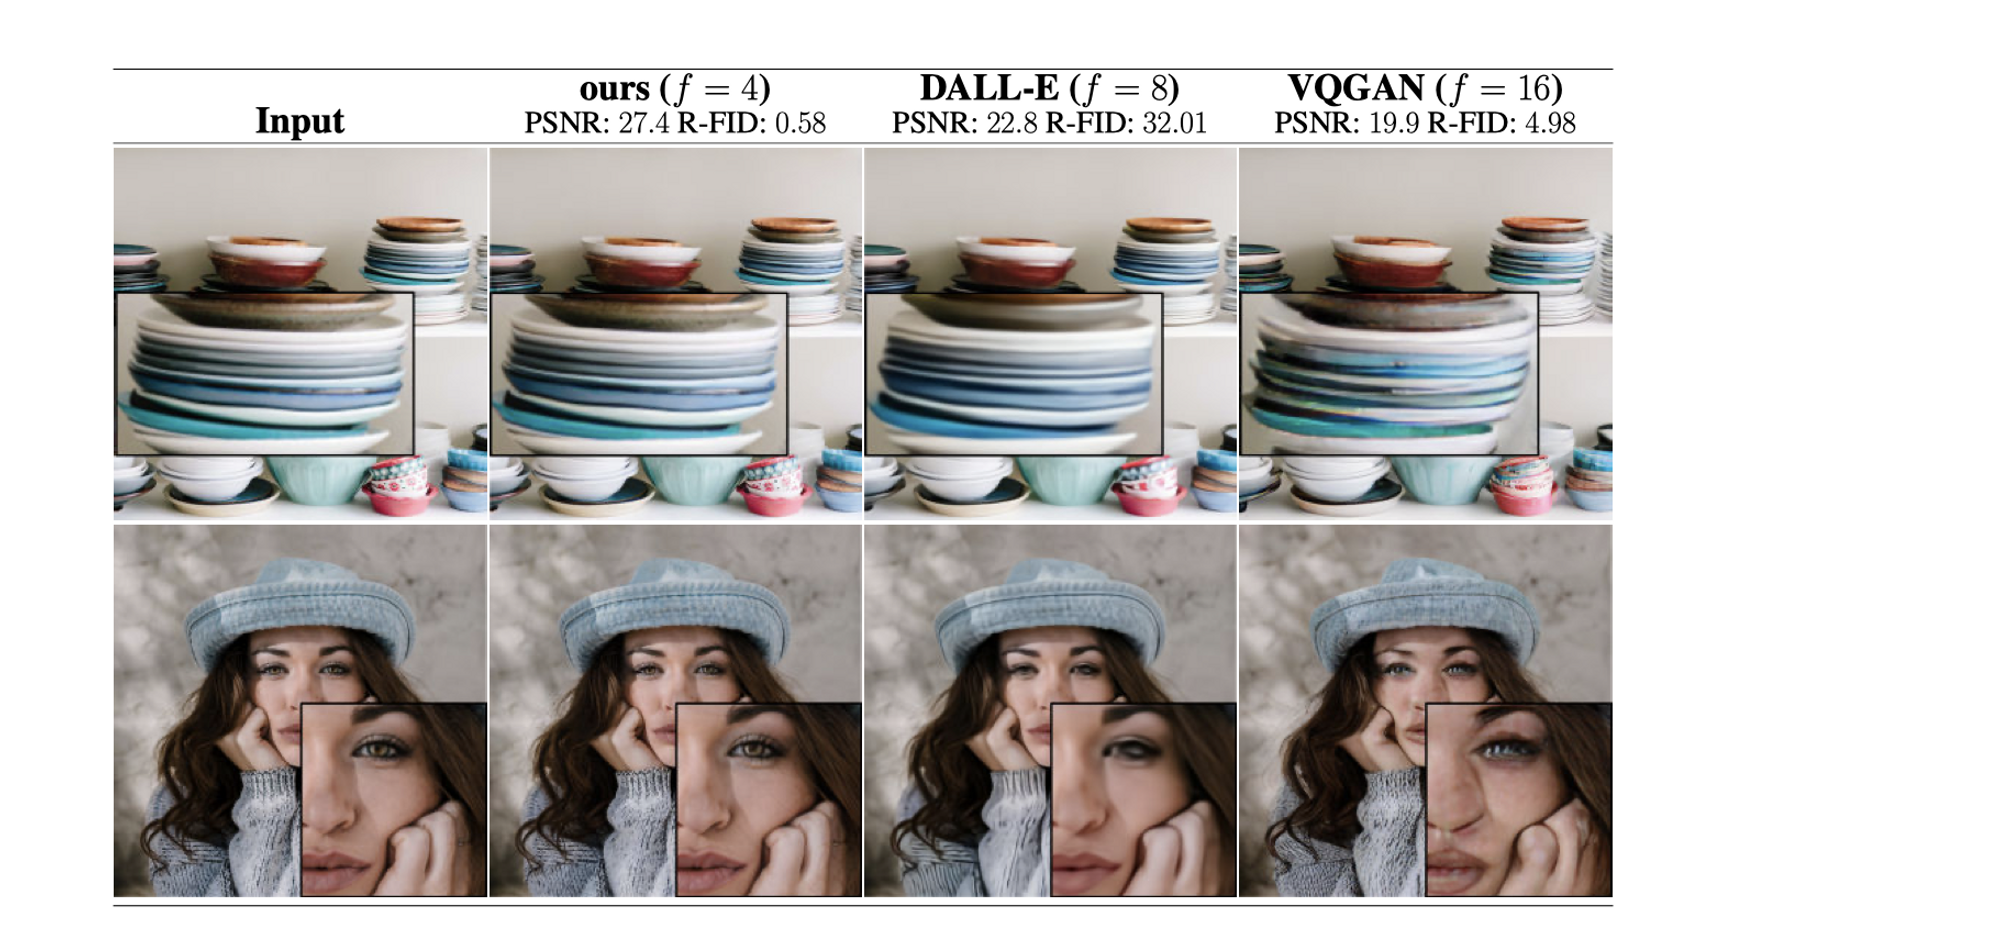 Input
ours (f = 4)
PSNR: 27.4 R-FID: 0.58
DALL-E (f = 8)
PSNR: 22.8 R-FID: 32.01
VQGAN (f = 16)
PSNR: 19.9 R-FID: 4.98